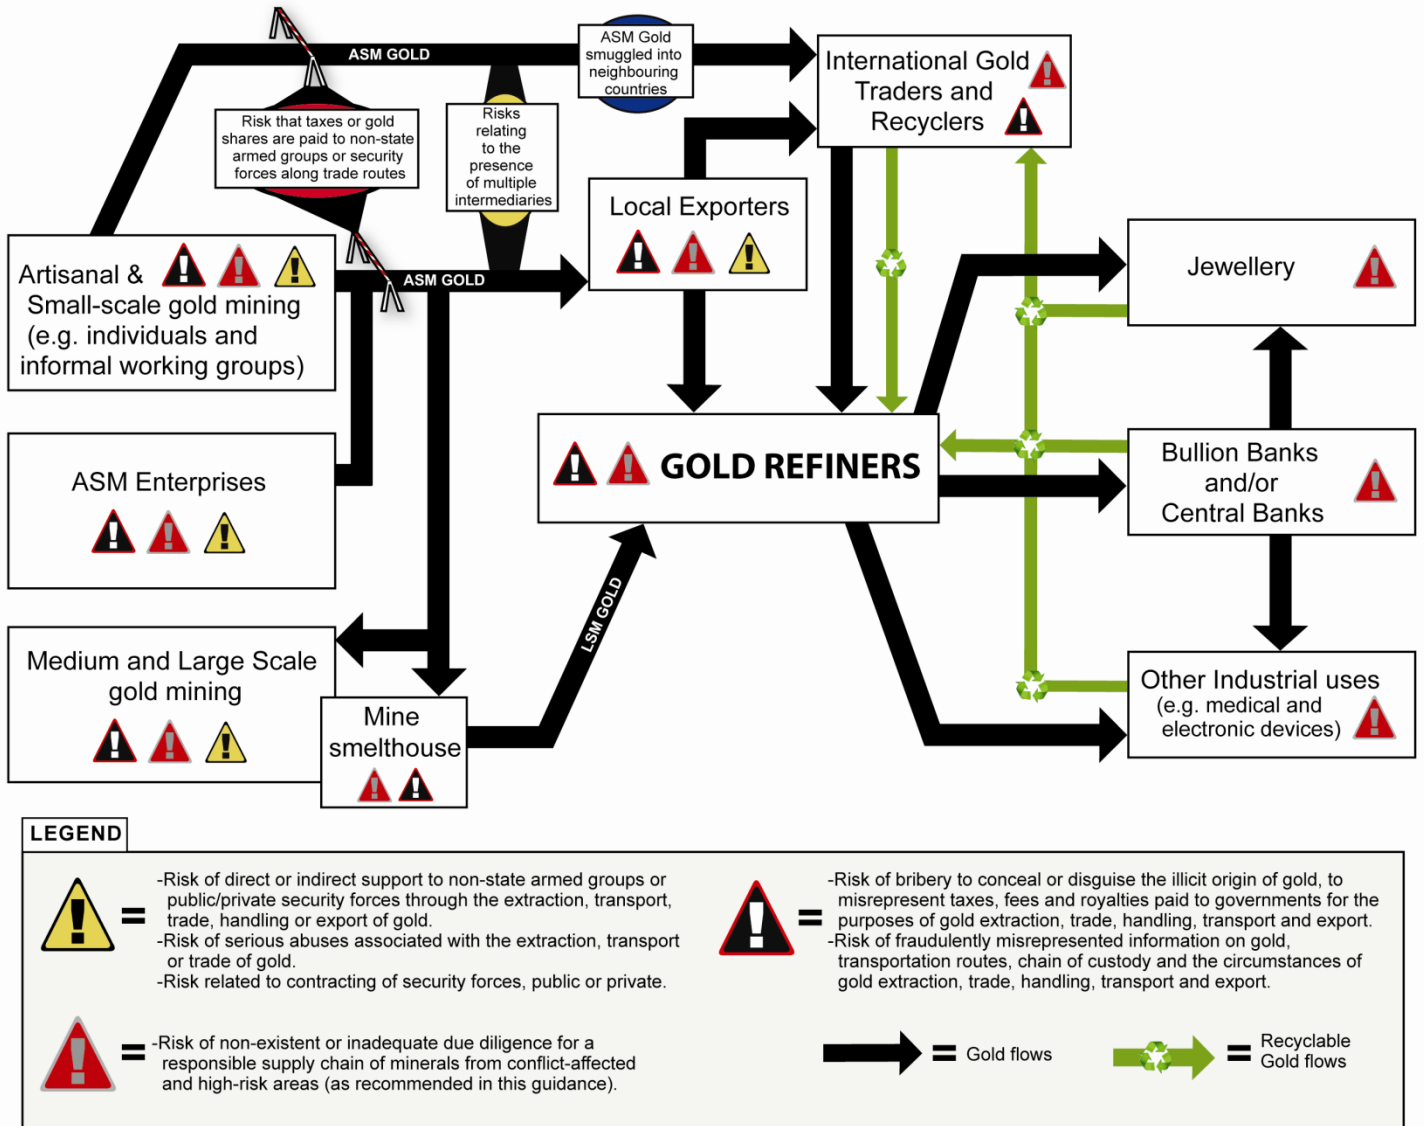 ASM GOLD
ASM Gold
smuggled into
neighbouring
countries
International Gold
Traders and
Recyclers
Risk that taxes or gold
shares are paid to non-state
armed groups or security
forces along trade routes
Risks
relating
to the
presence
of multiple
intermediaries
Local Exporters
Artisanal &
Small-scale gold mining
(e.g. individuals and
informal working groups)
ASM GOLD
Jewellery
ASM Enterprises
GOLD REFINERS
Bullion Banks
and/or
Central Banks
LSM GOLD
Medium and Large Scale
gold mining
Mine
smelthouse
Other Industrial uses
(e.g. medical and
electronic devices)
LEGEND
-Risk of direct or indirect support to non-state armed groups or
public/private security forces through the extraction, transport,
trade, handling or export of gold.
-Risk of serious abuses associated with the extraction, transport
or trade of gold.
-Risk related to contracting of security forces, public or private.
-Risk of bribery to conceal or disguise the illicit origin of gold, to
misrepresent taxes, fees and royalties paid to governments for the
purposes of gold extraction, trade, handling, transport and export.
-Risk of fraudulently misrepresented information on gold,
transportation routes, chain of custody and the circumstances of
gold extraction, trade, handling, transport and export.
-Risk of non-existent or inadequate due diligence for a
responsible supply chain of minerals from conflict-affected
and high-risk areas (as recommended in this guidance).
= Gold flows
= Recyclable
Gold flows